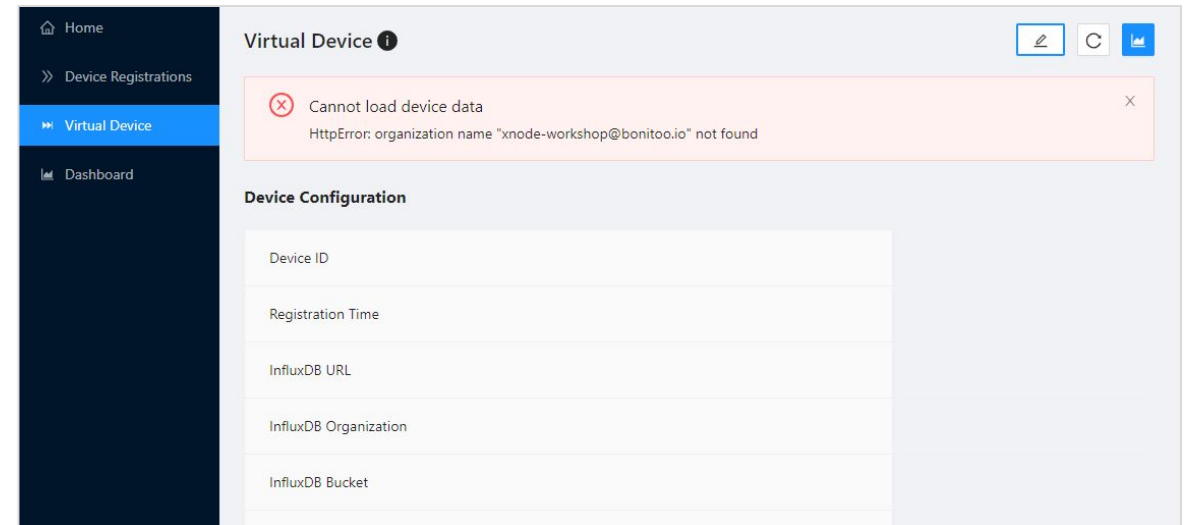 Home
Device Registrations
Virtual Device
Dashboard
Virtual Device
Cannot load device data
HttpError: organization name "xnode-workshop@bonitoo.io" not found
Device Configuration
Device ID
Registration Time
InfluxDB URL
InfluxDB Organization
InfluxDB Bucket